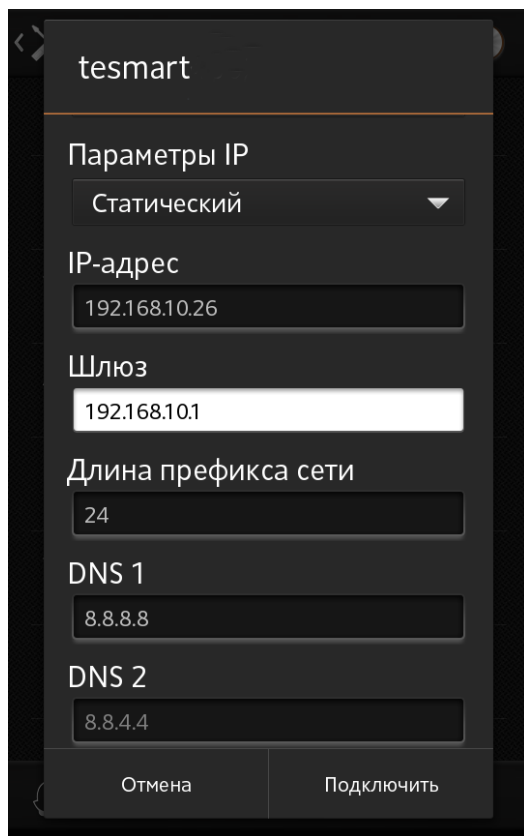 tesmart
Параметры IP
Статический
IP-адрес
192.168.10.26
Шлюз
192.168.10.1
Длина префикса сети
24
DNS 1
8.8.8.8
DNS 2
8.8.4.4
Отмена
Подключить